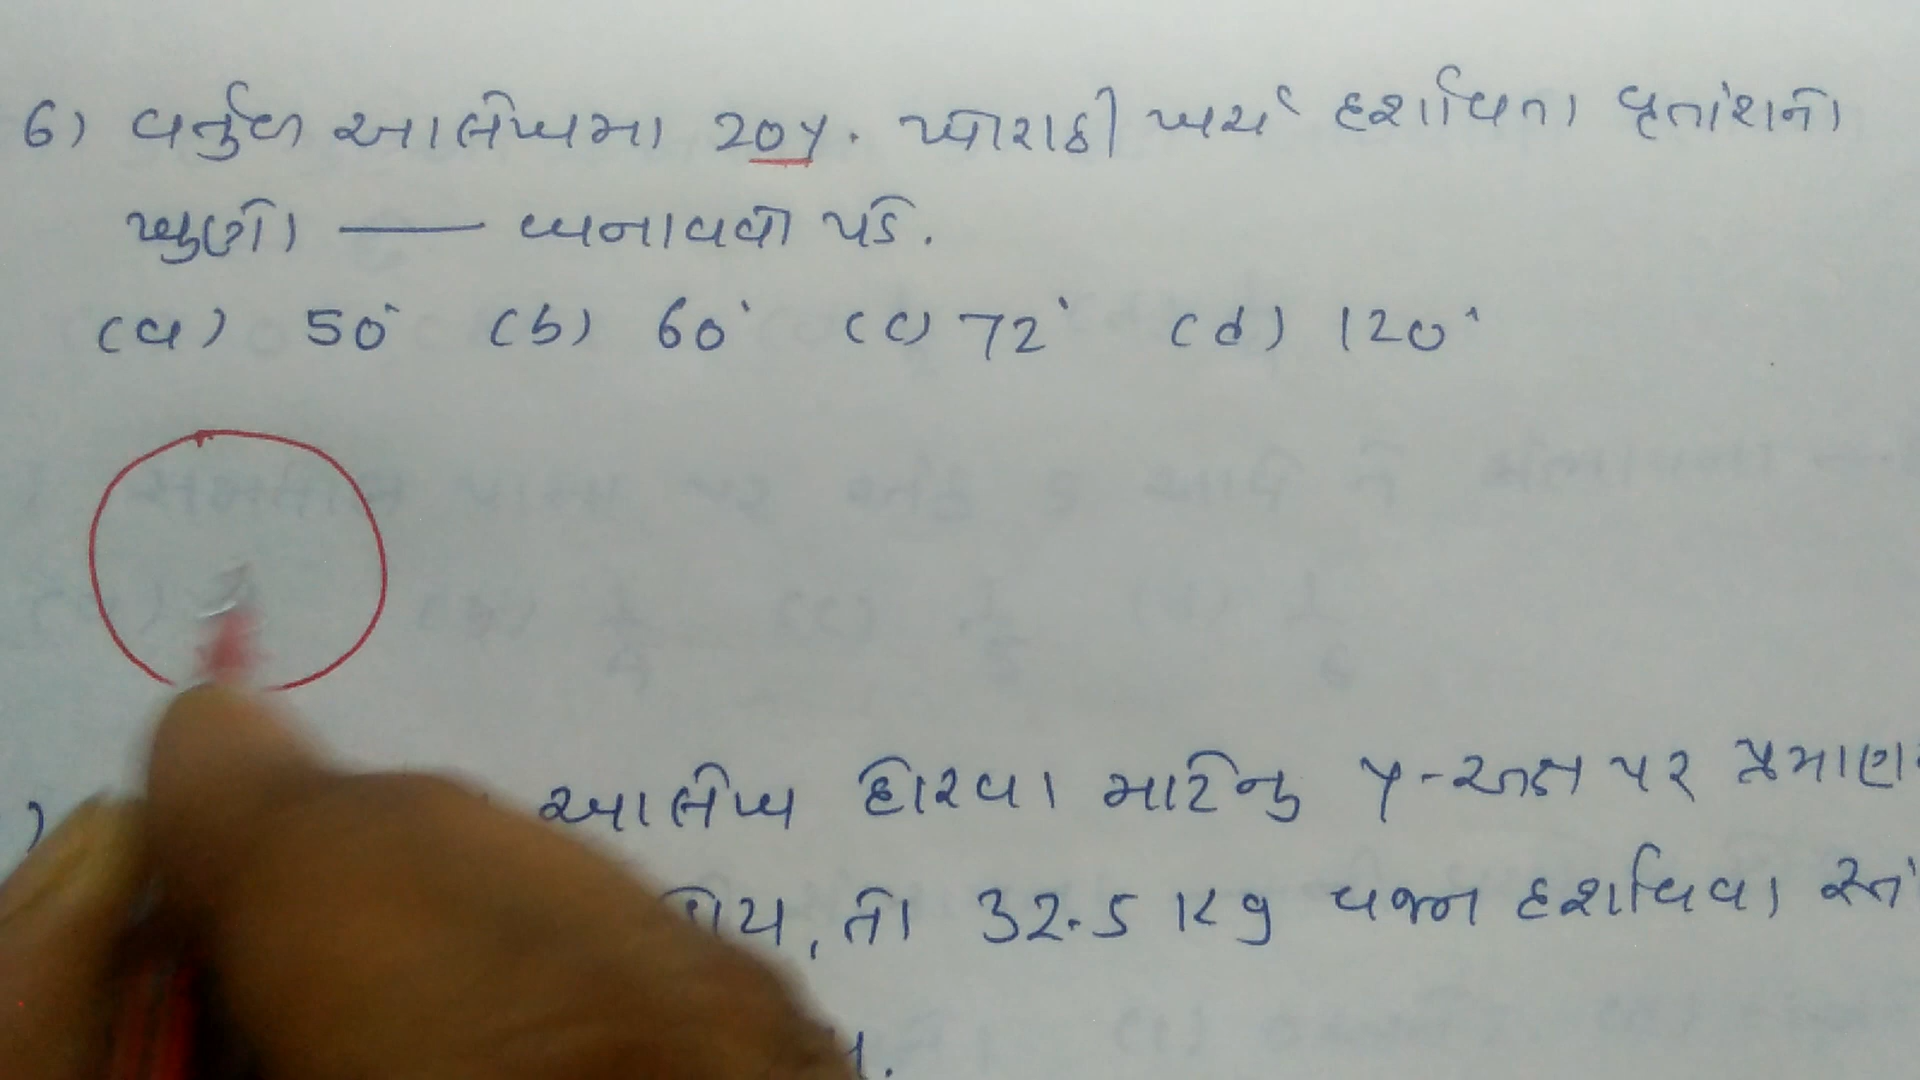 6) વર્તુળ આલેખમા 20%. ખોરાકી ખર્ચ દર્શાવતા વૃતાંશનો
ખુણો —— બનાવવો પડે.
(a) 50° (b) 60° (c) 72° (d) 120°
આલેખ દોરવા માટેનુ y-અક્ષ પર પ્રમાણ
હોય, તો 32.5 kg વજન દર્શાવવા સ્તં